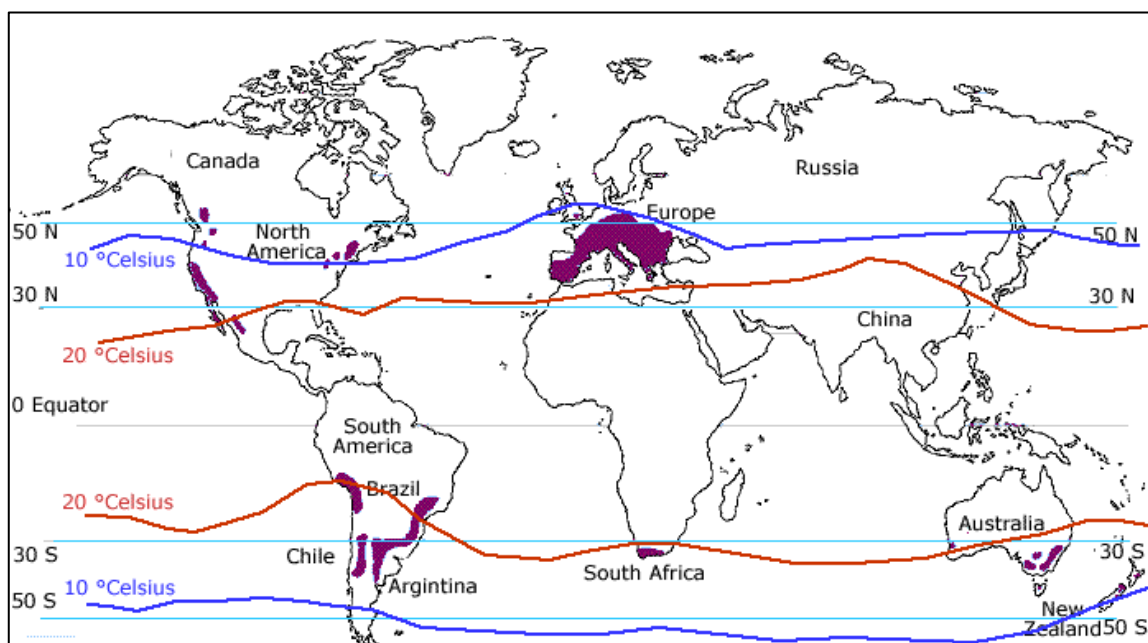 Canada
Russia
Europe
50 N
North
America
50 N
10 °Celsius
30 N
30 N
China
20 °Celsius
0 Equator
South
America
Brazil
20 °Celsius
Australia
30 S
Chile
30 S
South Africa
10 °Celsius
Argintina
50 S
New
Zealand
50 S